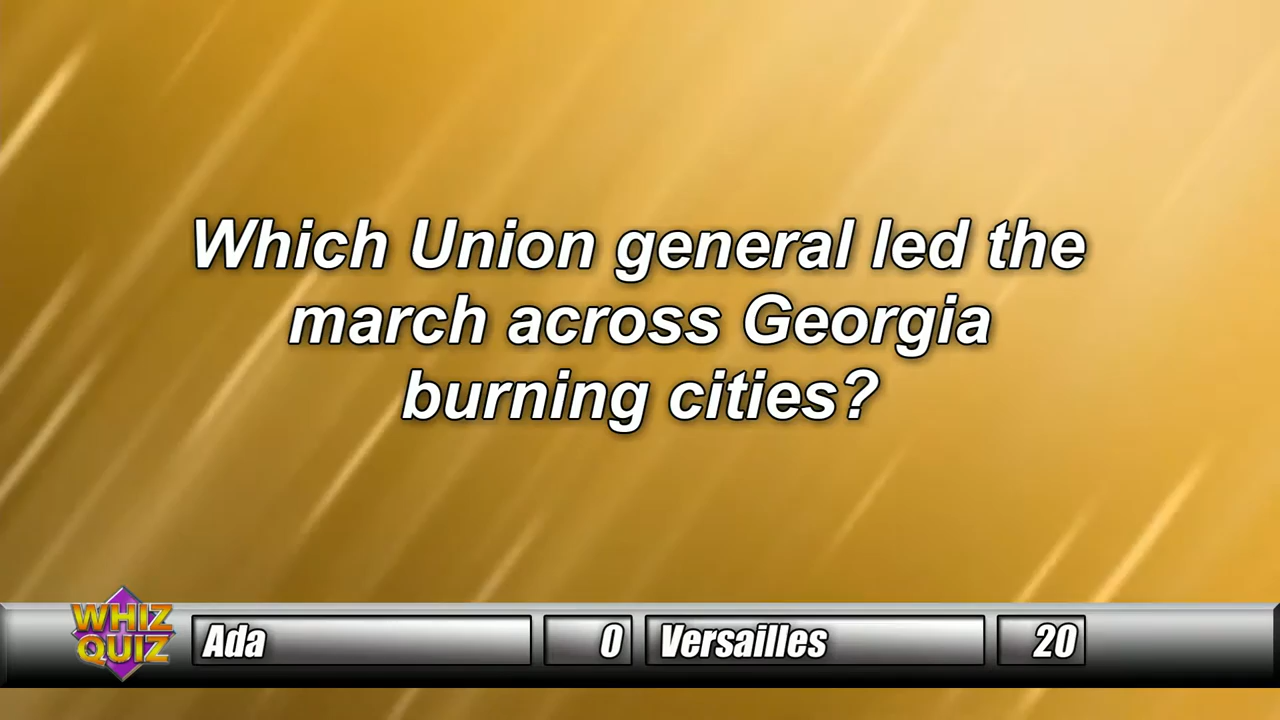 Which Union general led the
march across Georgia
burning cities?
WHIZ
QUIZ
Ada 0 Versailles 20